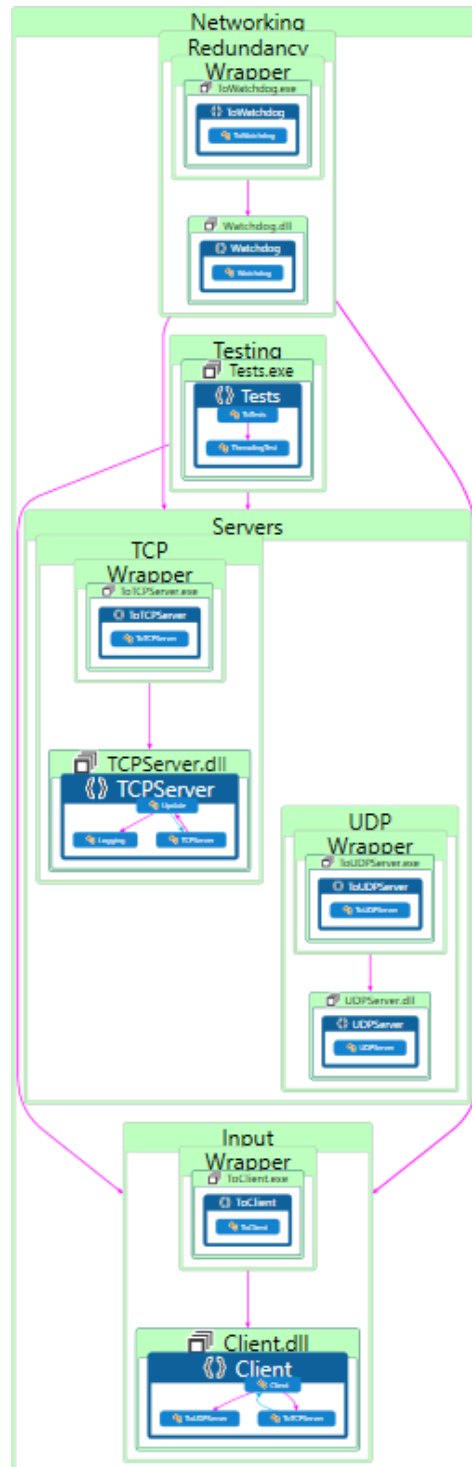 Networking
Redundancy
Wrapper
ToWatchdog.exe
ToWatchdog
ToWatchdog
Watchdog.dll
Watchdog
Watchdog
Testing
Tests.exe
Tests
ToTests
ThreadingTest
Servers
TCP
Wrapper
ToTCPServer.exe
ToTCPServer
ToTCPServer
TCPServer.dll
TCPServer
Update
Logging TCPServer
UDP
Wrapper
ToUDPServer.exe
ToUDPServer
ToUDPServer
UDPServer.dll
UDPServer
UDPServer
Input
Wrapper
ToClient.exe
ToClient
ToClient
Client.dll
Client
Client
ToUDPServer ToTCPServer